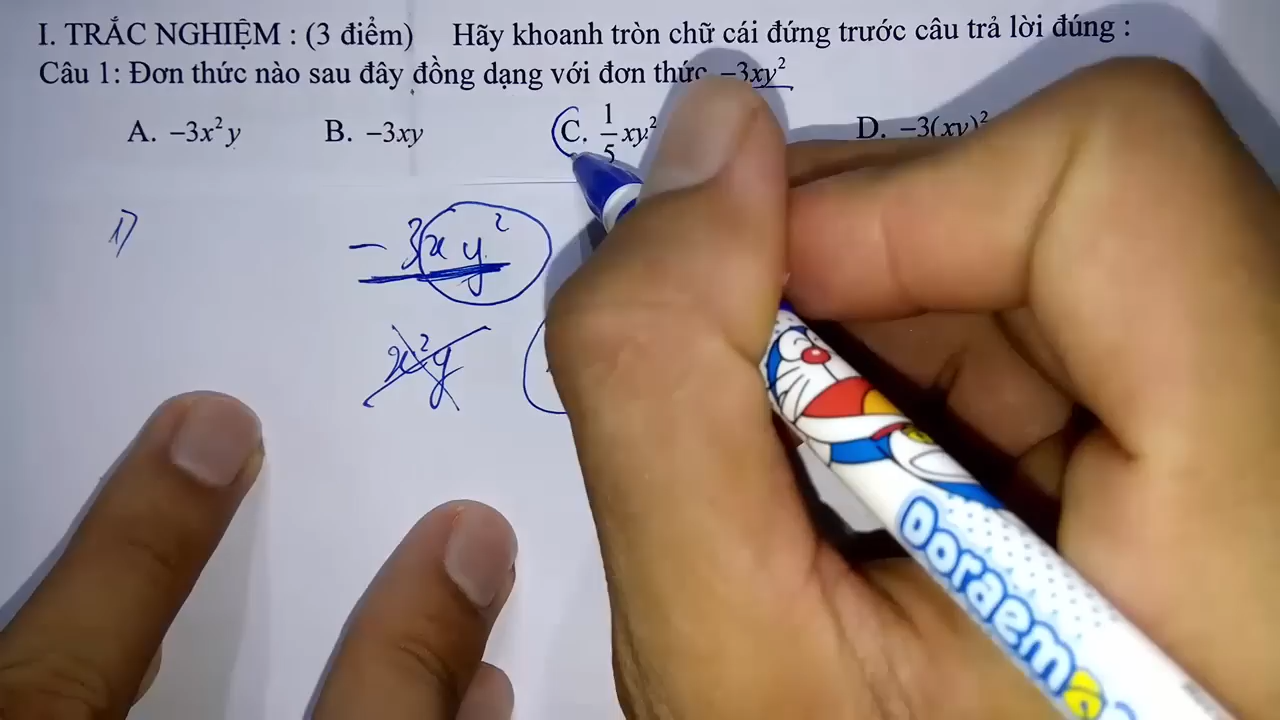 I. TRẮC NGHIỆM : (3 điểm) Hãy khoanh tròn chữ cái đứng trước câu trả lời đúng :
Câu 1: Đơn thức nào sau đây đồng dạng với đơn thức −3xy²
A. −3x²y B. −3xy C. 1/5 xy² D. −3(xy)²
1) −3xy²
x²y
Doraemo